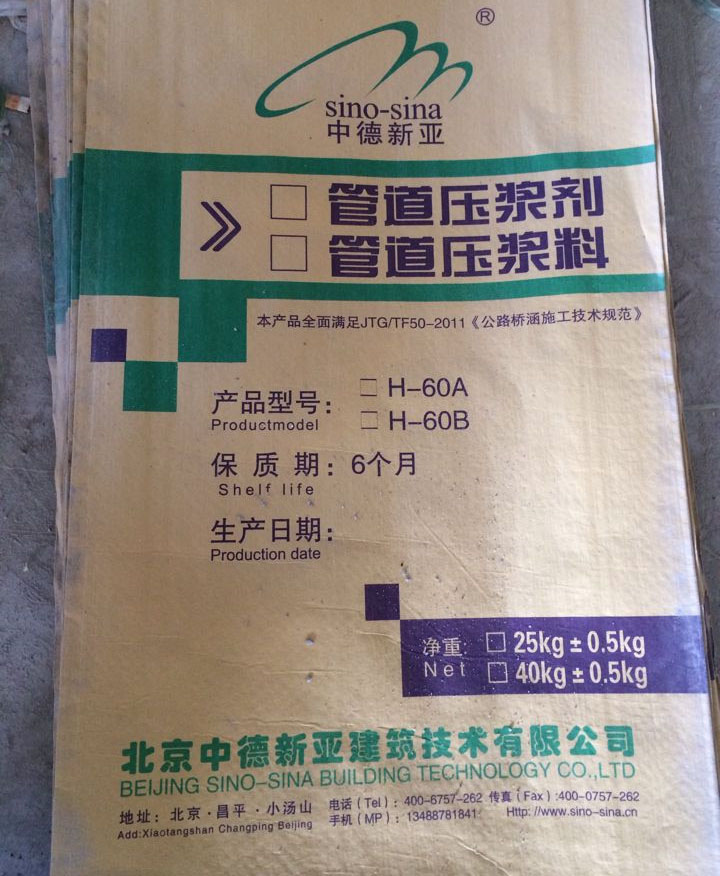 ®
sino-sina
中德新亚
» □ 管道压浆剂
□ 管道压浆料
本产品全面满足JTG/TF50-2011《公路桥涵施工技术规范》
产品型号: □ H-60A
Productmodel □ H-60B
保质期: 6个月
Shelf life
生产日期:
Production date
净重: □ 25kg±0.5kg
Net □ 40kg±0.5kg
北京中德新亚建筑技术有限公司
BEIJING SINO-SINA BUILDING TECHNOLOGY CO.,LTD
地址: 北京·昌平·小汤山 电话(Tel): 400-6757-262 传真(Fax):400-0757-262
Add:Xiaotangshan Changping Beijing 手机(MP): 13488781841 Http: //www.sino-sina.cn